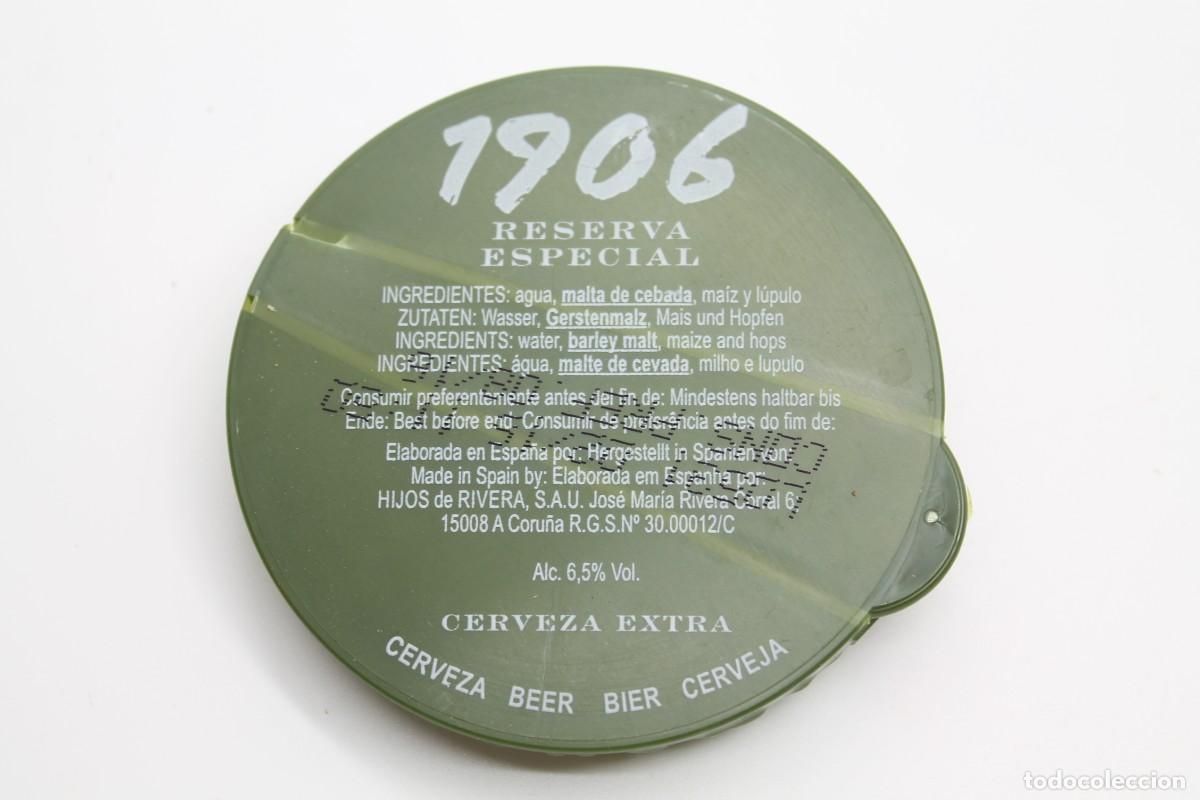 1906
RESERVA
ESPECIAL
INGREDIENTES: agua, malta de cebada, maíz y lúpulo
ZUTATEN: Wasser, Gerstenmalz, Mais und Hopfen
INGREDIENTS: water, barley malt, maize and hops
INGREDIENTES: água, malte de cevada, milho e lupulo
Consumir preferentemente antes del fin de: Mindestens haltbar bis
Ende: Best before end: Consumir de preferência antes do fim de:
Elaborada en España por: Hergestellt in Spanien von:
Made in Spain by: Elaborada em Espanha por:
HIJOS de RIVERA, S.A.U. José María Rivera Corral 6
15008 A Coruña R.G.S.Nº 30.00012/C
Alc. 6,5% Vol.
CERVEZA EXTRA
CERVEZA BEER BIER CERVEJA
todocoleccion